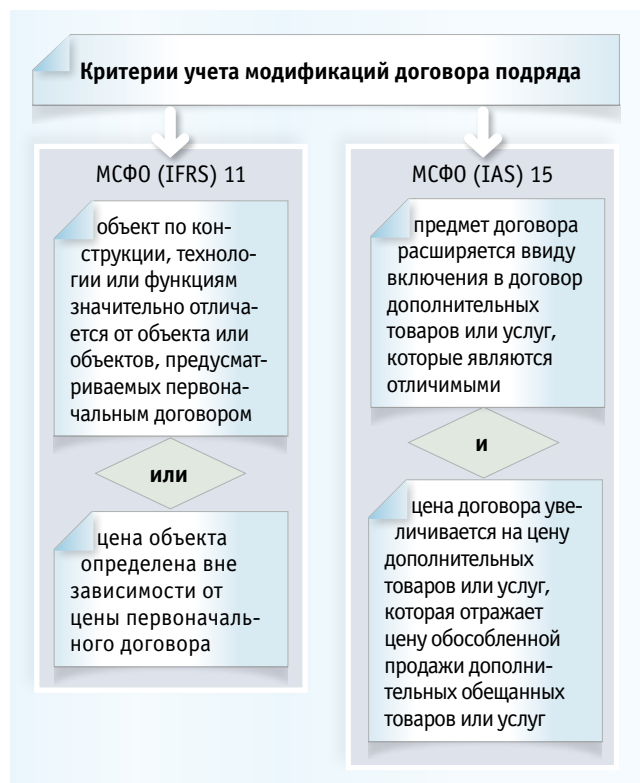 Критерии учета модификаций договора подряда
МСФО (IFRS) 11
объект по кон-
струкции, техноло-
гии или функциям
значительно отлича-
ется от объекта или
объектов, предусмат-
риваемых первона-
чальным договором
или
цена объекта
определена вне
зависимости от
цены первоначаль-
ного договора
МСФО (IAS) 15
предмет договора
расширяется ввиду
включения в договор
дополнительных
товаров или услуг,
которые являются
отличимыми
и
цена договора уве-
личивается на цену
дополнительных
товаров или услуг,
которая отражает
цену обособленной
продажи дополни-
тельных обещанных
товаров или услуг